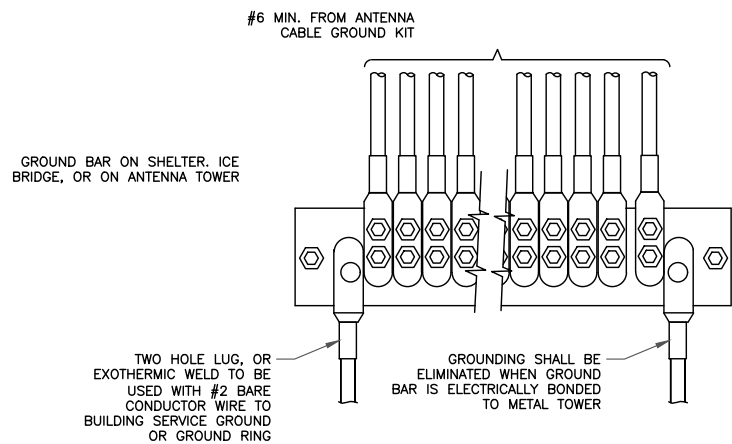 #6 MIN. FROM ANTENNA
CABLE GROUND KIT
GROUND BAR ON SHELTER. ICE
BRIDGE, OR ON ANTENNA TOWER
TWO HOLE LUG, OR
EXOTHERMIC WELD TO BE
USED WITH #2 BARE
CONDUCTOR WIRE TO
BUILDING SERVICE GROUND
OR GROUND RING
GROUNDING SHALL BE
ELIMINATED WHEN GROUND
BAR IS ELECTRICALLY BONDED
TO METAL TOWER